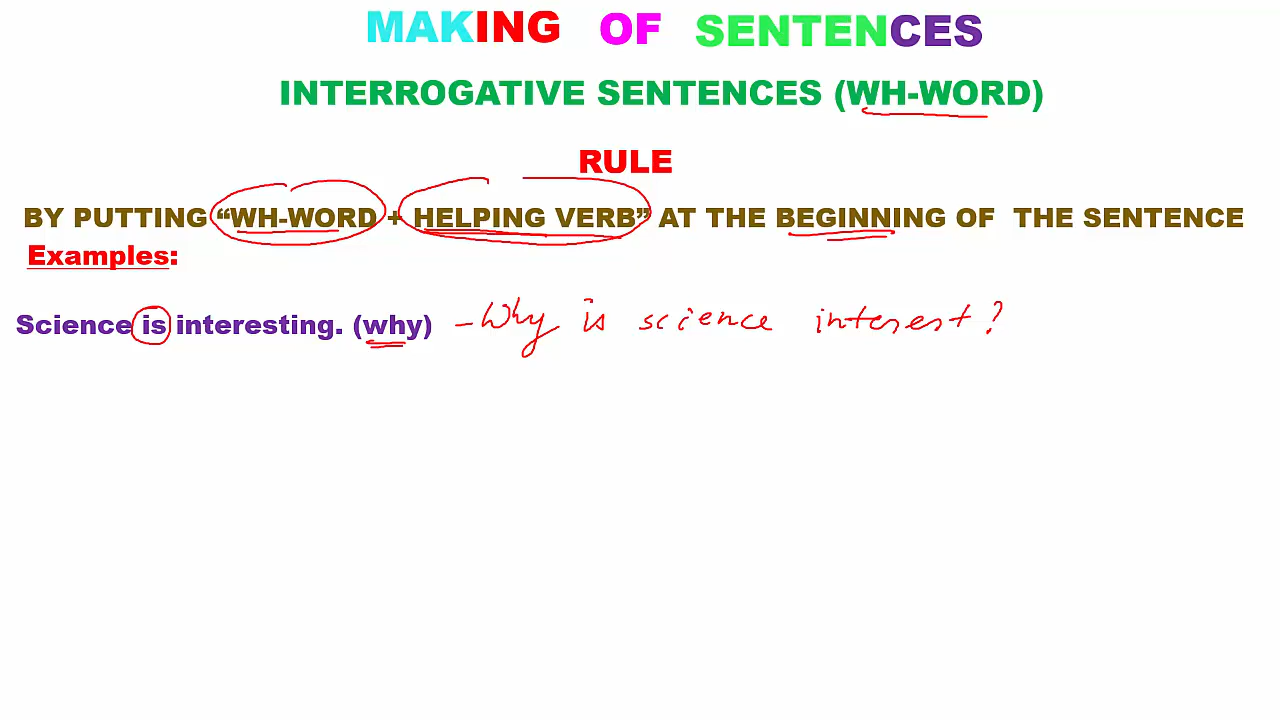 MAKING OF SENTENCES
INTERROGATIVE SENTENCES (WH-WORD)
RULE
BY PUTTING “WH-WORD + HELPING VERB” AT THE BEGINNING OF THE SENTENCE
Examples:
Science is interesting. (why) - Why is science interest?